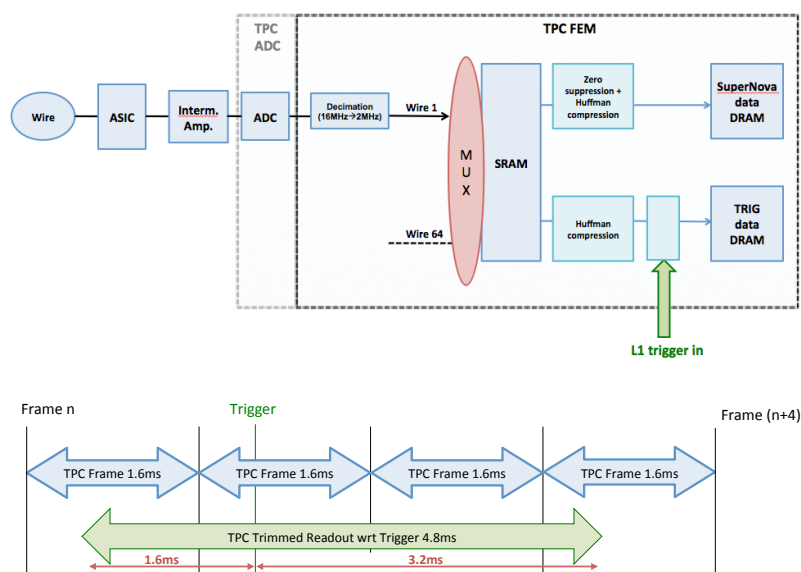 TPC
ADC
TPC FEM
Wire
ASIC
Interm.
Amp.
ADC
Decimation
(16MHz→2MHz)
Wire 1
Wire 64
M
U
X
SRAM
Zero
suppression +
Huffman
compression
SuperNova
data
DRAM
Huffman
compression
TRIG
data
DRAM
L1 trigger in
Frame n
Trigger
Frame (n+4)
TPC Frame 1.6ms
TPC Frame 1.6ms
TPC Frame 1.6ms
TPC Frame 1.6ms
TPC Trimmed Readout wrt Trigger 4.8ms
1.6ms
3.2ms